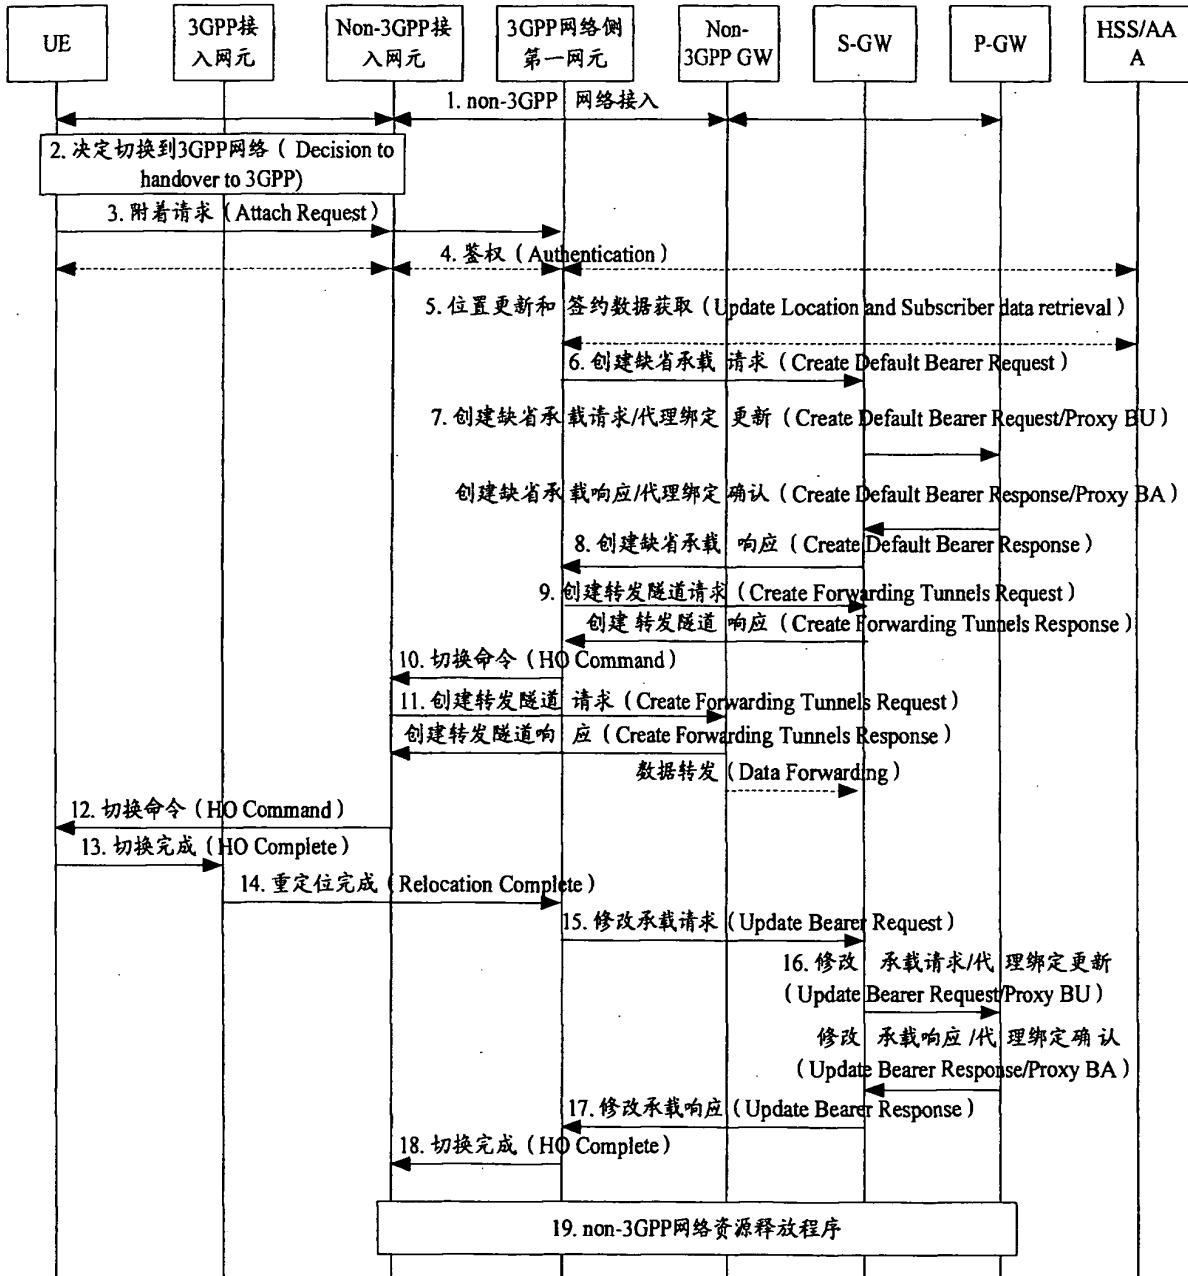 UE
3GPP接
入网元
Non-3GPP接
入网元
3GPP网络侧
第一网元
Non-
3GPP GW
S-GW
P-GW
HSS/AA
A
1. non-3GPP 网络接入
2. 决定切换到3GPP网络 ( Decision to
handover to 3GPP)
3. 附着请求 ( Attach Request )
4. 鉴权 ( Authentication )
5. 位置更新和 签约数据获取 ( Update Location and Subscriber data retrieval )
6. 创建缺省承载 请求 ( Create Default Bearer Request )
7. 创建缺省承 载请求/代理绑定 更新 ( Create Default Bearer Request/Proxy BU )
创建缺省承 载响应/代理绑定 确认 ( Create Default Bearer Response/Proxy BA )
8. 创建缺省承载 响应 ( Create Default Bearer Response )
9. 创建转发隧道请求 ( Create Forwarding Tunnels Request )
创建 转发隧道 响应 ( Create Forwarding Tunnels Response )
10. 切换命令 ( HO Command )
11. 创建转发隧道 请求 ( Create Forwarding Tunnels Request )
创建转发隧道响 应 ( Create Forwarding Tunnels Response )
数据转发 ( Data Forwarding )
12. 切换命令 ( HO Command )
13. 切换完成 ( HO Complete )
14. 重定位完成 ( Relocation Complete )
15. 修改承载请求 ( Update Bearer Request )
16. 修改 承载请求/代 理绑定更新
( Update Bearer Request/Proxy BU )
修改 承载响应 /代 理绑定确 认
( Update Bearer Response/Proxy BA )
17. 修改承载响应 ( Update Bearer Response )
18. 切换完成 ( HO Complete )
19. non-3GPP网络资源释放程序